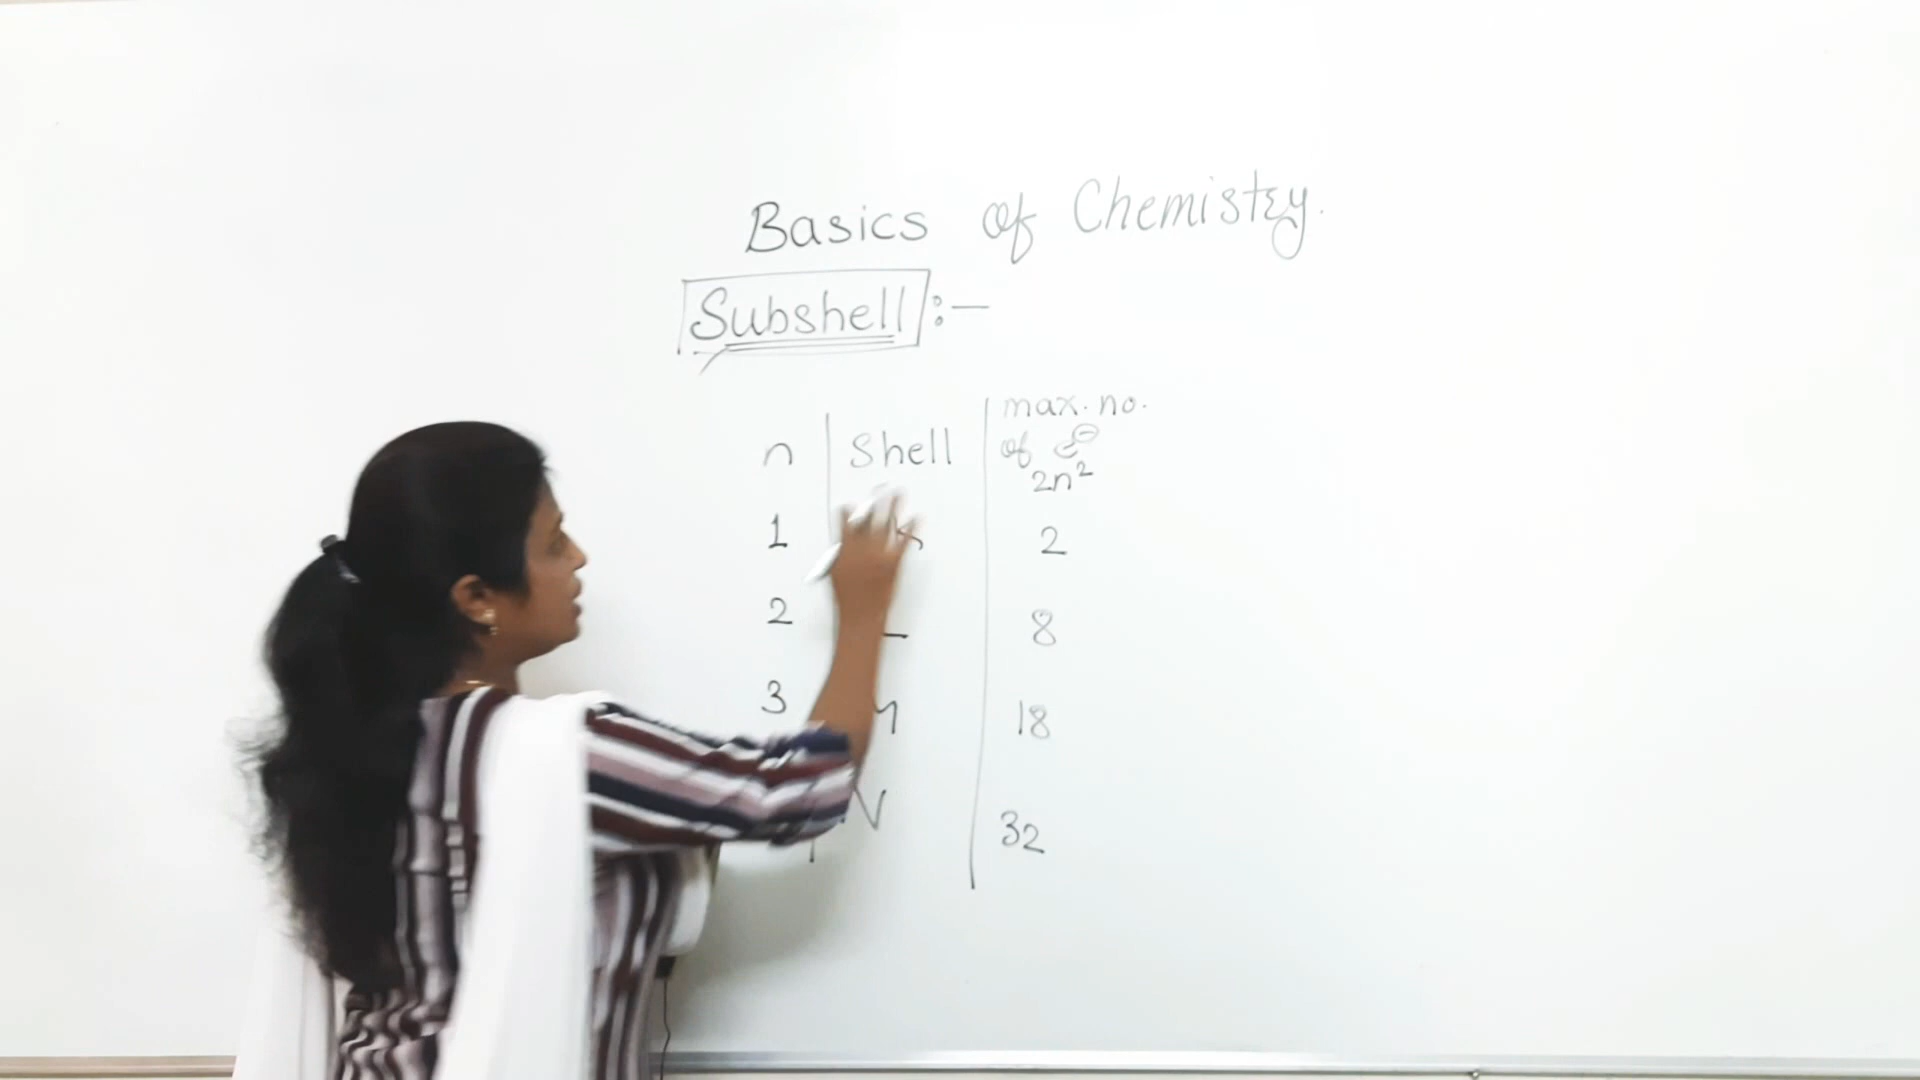 Basics of Chemistry.
Subshell :-
n Shell max. no. of e⊖ 2n²
1 2
2 8
3 18
N 32